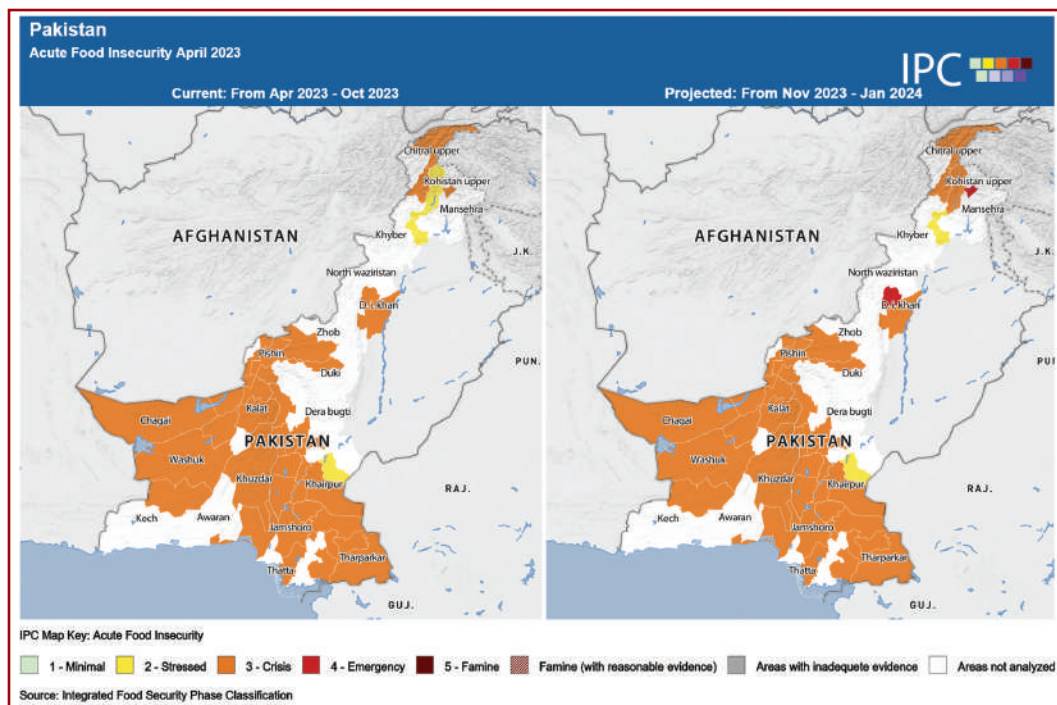 Pakistan
Acute Food Insecurity April 2023
IPC
Current: From Apr 2023 - Oct 2023
Projected: From Nov 2023 - Jan 2024
Chitral upper
Kohistan upper
Mansehra
AFGHANISTAN
Khyber
J.K.
North waziristan
D. I. khan
Zhob
PUN.
Pishin
Duki
Kalat
Dera bugti
Chagai
PAKISTAN
Washuk
Khuzdar
Khairpur
RAJ.
Kech
Awaran
Jamshoro
Tharparkar
Thatta
GUJ.
Chitral upper
Kohistan upper
Mansehra
AFGHANISTAN
Khyber
J.K.
North waziristan
D. I. khan
Zhob
PUI
Pishin
Duki
Kalat
Dera bugti
Chagai
PAKISTAN
Washuk
Khuzdar
Khairpur
RAJ.
Kech
Awaran
Jamshoro
Tharparkar
Thatta
GUJ.
IPC Map Key: Acute Food Insecurity
1 - Minimal 2 - Stressed 3 - Crisis 4 - Emergency 5 - Famine Famine (with reasonable evidence) Areas with inadequete evidence Areas not analyzed
Source: Integrated Food Security Phase Classification